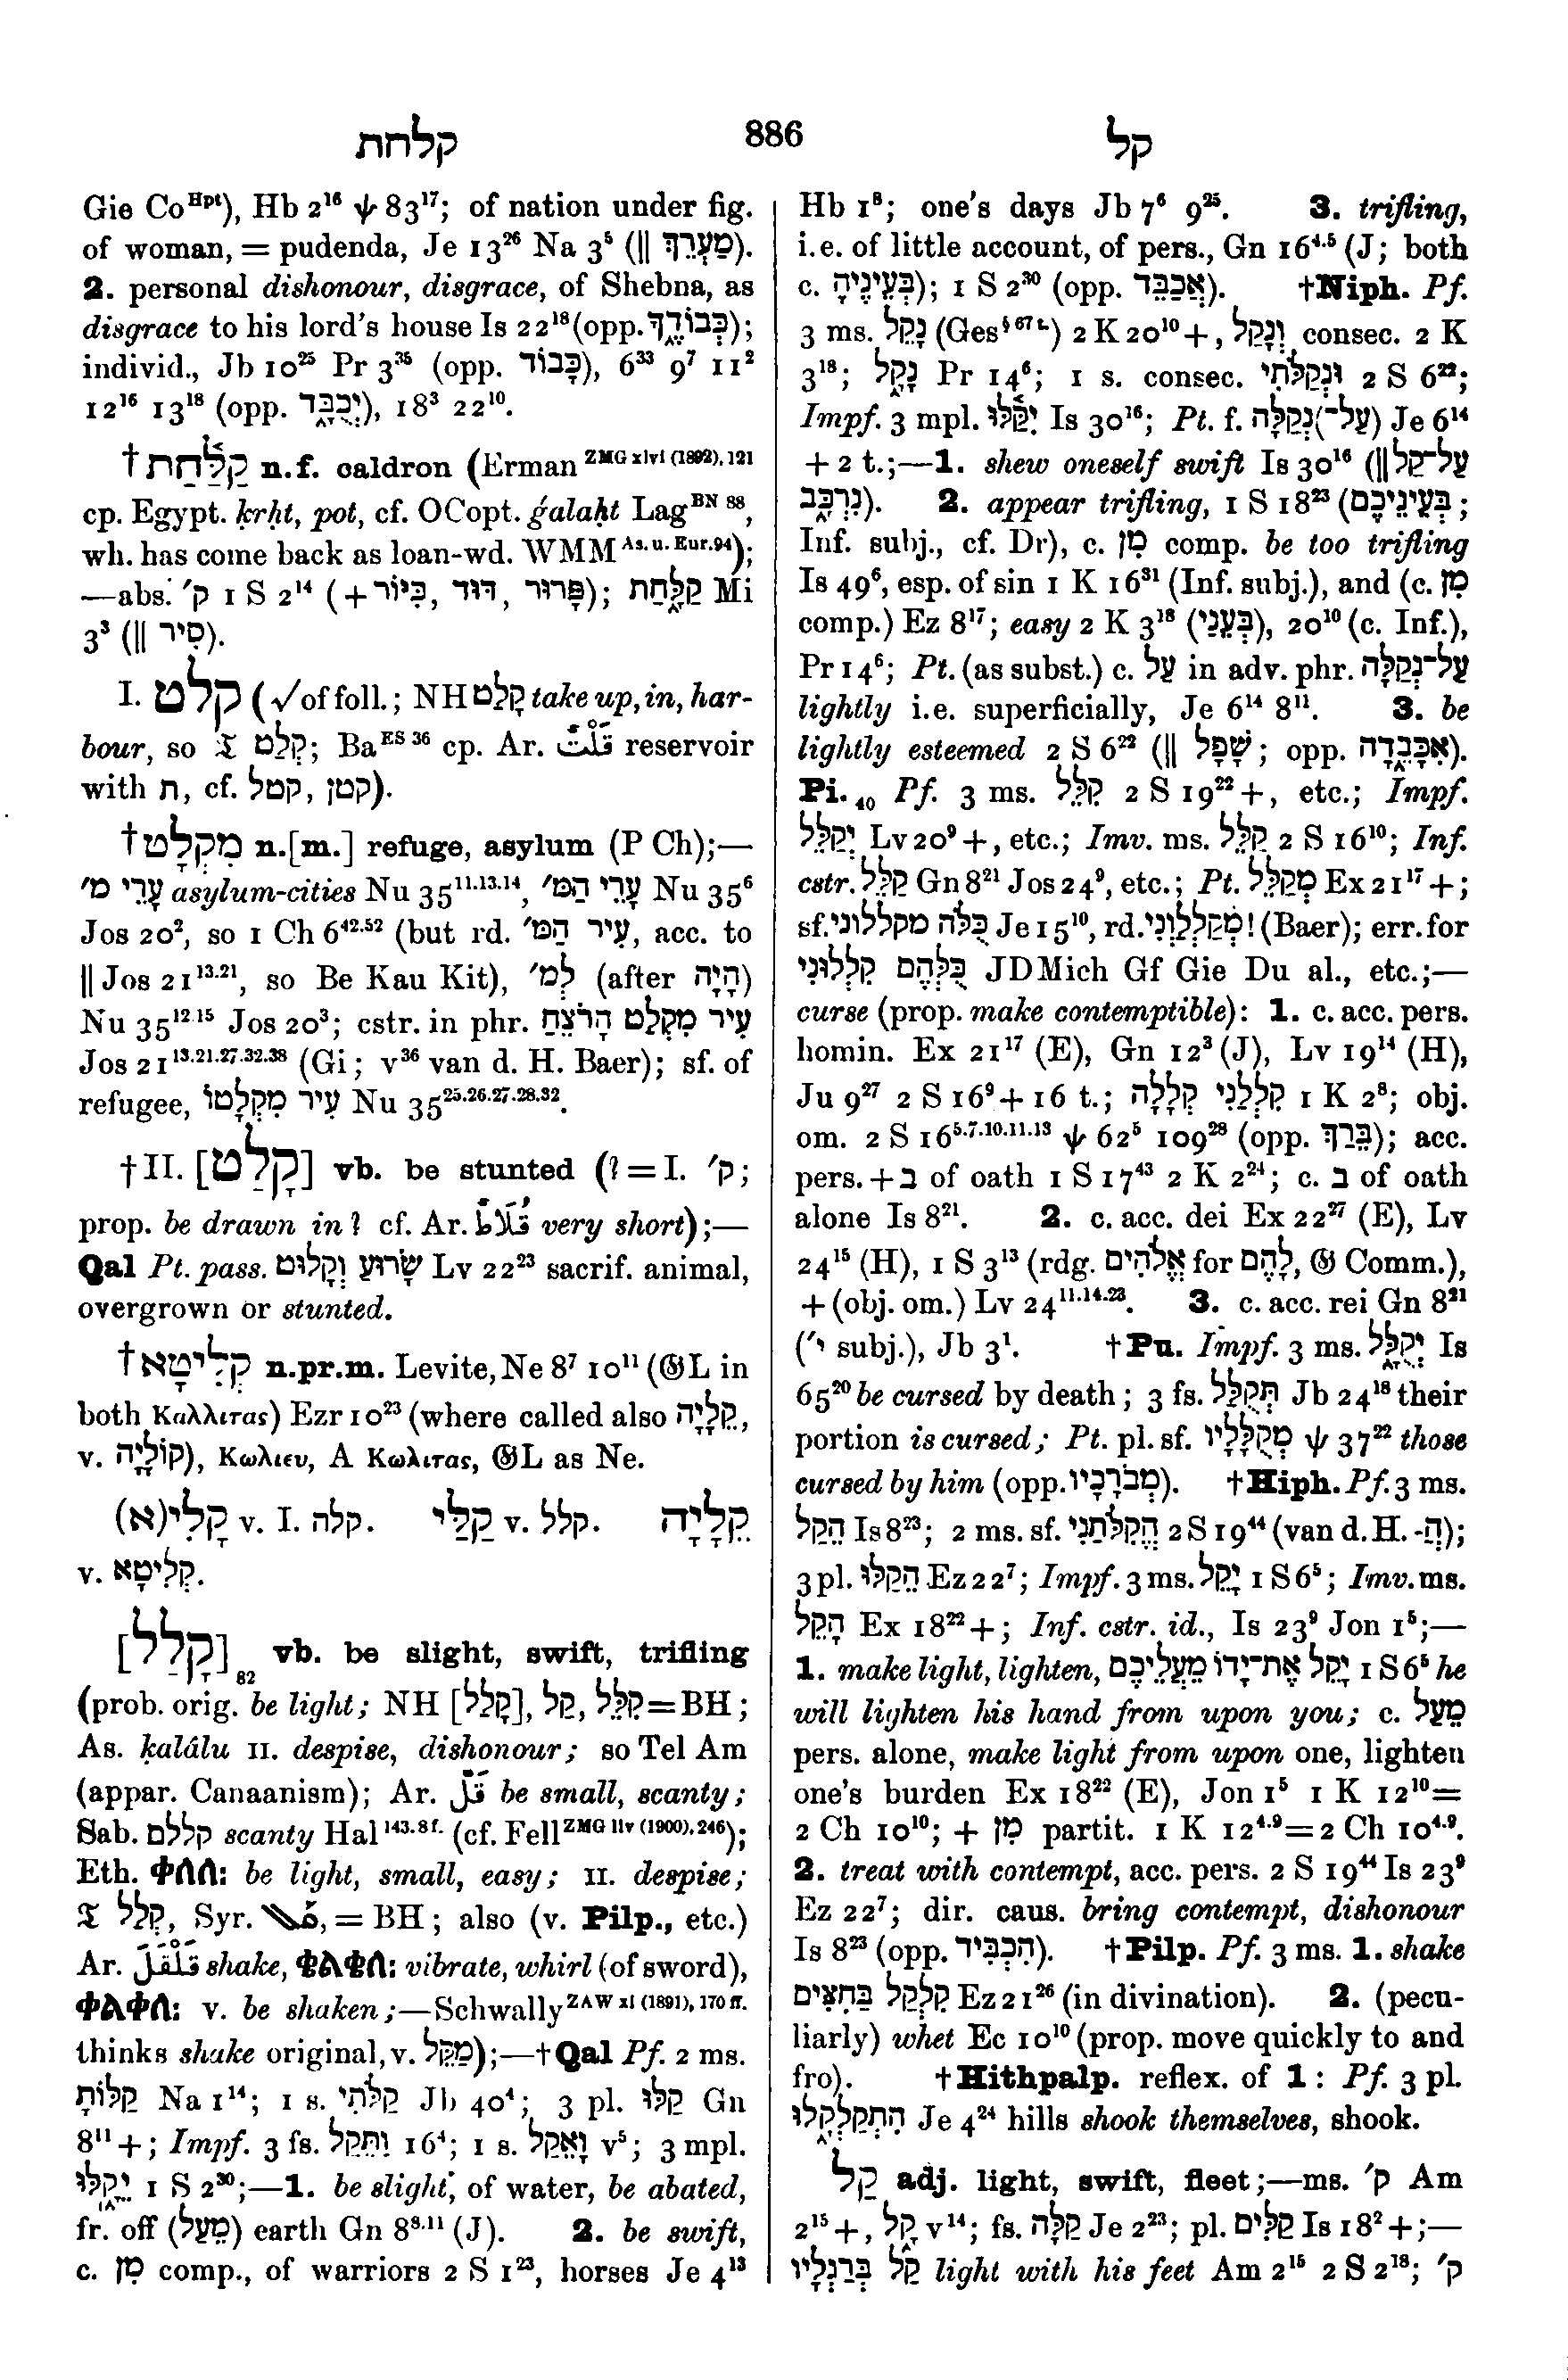 קלחת 886 קל
Gie Co^Hpt), Hb 2^16 ψ 83^17; of nation under fig.
of woman, = pudenda, Je 13^26 Na 3^5 (‖ מַעְרֵךְ).
2. personal dishonour, disgrace, of Shebna, as
disgrace to his lord's house Is 22^18 (opp. כְּבוֹדֶךָ);
individ., Jb 10^25 Pr 3^35 (opp. כָּבוֹד), 6^33 9^7 11^2
12^16 13^18 (opp. יְכֻבָּד), 18^3 22^10.
†קַלַּחַת n.f. caldron (Erman ^ZMG xlvi (1892), 121
cp. Egypt. ḳrḥt, pot, cf. OCopt. ǵalaḥt Lag^BN 88,
wh. has come back as loan-wd. WMM^As. u. Eur. 94);
—abs. ק׳ 1 S 2^14 (+ כִּיּוֹר, דּוּד, פָּרוּר); קַלַּחַת Mi
3^3 (‖ סִיר).
I. קלט (√ of foll.; NH קָלַט take up, in, har-
bour, so 𝔗 קְלַט; Ba^ES 36 cp. Ar. قَلْتٌ reservoir
with ת, cf. קטל, קטן).
†מִקְלָט n.[m.] refuge, asylum (P Ch);—
עָרֵי מ׳ asylum-cities Nu 35^11.13.14, עָרֵי הַמּ׳ Nu 35^6
Jos 20^2, so 1 Ch 6^42.52 (but rd. עִיר הַמּ׳, acc. to
‖ Jos 21^13.21, so Be Kau Kit), לְמ׳ (after הָיָה)
Nu 35^12.15 Jos 20^3; cstr. in phr. עִיר מִקְלַט הָרֹצֵחַ
Jos 21^13.21.27.32.38 (Gi; v^36 van d. H. Baer); sf. of
refugee, עִיר מִקְלָטוֹ Nu 35^25.26.27.28.32.
†II. [קָלַט] vb. be stunted (? = I. ק׳;
prop. be drawn in? cf. Ar. very short);—
Qal Pt. pass. שָׂרוּעַ וְקָלוּט Lv 22^23 sacrif. animal,
overgrown or stunted.
†קְלִיטָא n.pr.m. Levite, Ne 8^7 10^11 (𝔊L in
both Καλλιτας) Ezr 10^23 (where called also קֵלָיָה,
v. קוֹלָיָה), Κωλιευ, A Κωλιτας, 𝔊L as Ne.
קָלִי(א) v. I. קלה. קַלַּי v. קלל. קֵלָיָה
v. קְלִיטָא.
[קָלַל]_82 vb. be slight, swift, trifling
(prob. orig. be light; NH [קָלַל], קַל, קִלֵּל = BH;
As. ḳalâlu II. despise, dishonour; so Tel Am
(appar. Canaanism); Ar. قَلَّ be small, scanty;
Sab. קללם scanty Hal^143.8f. (cf. Fell^ZMG liv (1900), 246);
Eth. ቀለለ: be light, small, easy; II. despise;
𝔗 קְלַל, Syr. ܩܰܠ, = BH; also (v. Pilp., etc.)
Ar. قَلْقَلَ shake, vibrate, whirl (of sword),
v. be shaken;—Schwally^ZAW xi (1891), 170 ff.
thinks shake original, v. מַקֵּל);—†Qal Pf. 2 ms.
קַלּוֹתָ Na 1^14; 1 s. קַלֹּתִי Jb 40^4; 3 pl. קַלּוּ Gn
8^11 +; Impf. 3 fs. וַתֵּקַל 16^4; 1 s. וָאֵקַל v^5; 3 mpl.
יֵקָלּוּ 1 S 2^30;—1. be slight, of water, be abated,
fr. off (מֵעַל) earth Gn 8^8.11 (J). 2. be swift,
c. מִן comp., of warriors 2 S 1^23, horses Je 4^13
Hb 1^8; one's days Jb 7^6 9^25. 3. trifling,
i.e. of little account, of pers., Gn 16^4.5 (J; both
c. בְּעֵינֶיהָ); 1 S 2^30 (opp. אֲכַבֵּד). †Niph. Pf.
3 ms. נָקֵל (Ges^§ 67 t.) 2 K 20^10 +, וְנָקֵל consec. 2 K
3^18; נָקָל Pr 14^6; 1 s. consec. וּנְקַלֹּתִי 2 S 6^22;
Impf. 3 mpl. יִקַּלּוּ Is 30^16; Pt. f. נְקַלָּה(עַל־) Je 6^14
+ 2 t.;—1. shew oneself swift Is 30^16 (‖ עַל־קַל
נִרְכָּב). 2. appear trifling, 1 S 18^23 (בְּעֵינֵיכֶם;
Inf. subj., cf. Dr), c. מִן comp. be too trifling
Is 49^6, esp. of sin 1 K 16^31 (Inf. subj.), and (c. מִן
comp.) Ez 8^17; easy 2 K 3^18 (בְּעֵנֵי), 20^10 (c. Inf.),
Pr 14^6; Pt. (as subst.) c. עַל in adv. phr. עַל־נְקַלָּה
lightly i.e. superficially, Je 6^14 8^11. 3. be
lightly esteemed 2 S 6^22 (‖ שָׁפָל; opp. אִכָּבֵדָה).
Pi._40 Pf. 3 ms. קִלֵּל 2 S 19^22 +, etc.; Impf.
יְקַלֵּל Lv 20^9 +, etc.; Imv. ms. קַלֵּל 2 S 16^10; Inf.
cstr. קַלֵּל Gn 8^21 Jos 24^9, etc.; Pt. מְקַלֵּל Ex 21^17 +;
sf. כֻּלֹּה מקללוני Je 15^10, rd. מְקַלְלַוְנִי! (Baer); err. for
כֻּלְּהֶם קִלְלוּנִי JDMich Gf Gie Du al., etc.;—
curse (prop. make contemptible): 1. c. acc. pers.
homin. Ex 21^17 (E), Gn 12^3 (J), Lv 19^14 (H),
Ju 9^27 2 S 16^9 + 16 t.; קִלְלַנִי קְלָלָה 1 K 2^8; obj.
om. 2 S 16^5.7.10.11.13 ψ 62^5 109^28 (opp. בֵּרַךְ); acc.
pers. + ב of oath 1 S 17^43 2 K 2^24; c. ב of oath
alone Is 8^21. 2. c. acc. dei Ex 22^27 (E), Lv
24^15 (H), 1 S 3^13 (rdg. אֱלֹהִים for לָהֶם, 𝔊 Comm.),
+ (obj. om.) Lv 24^11.14.23. 3. c. acc. rei Gn 8^21
(י׳ subj.), Jb 3^1. †Pu. Impf. 3 ms. יְקֻלָּל Is
65^20 be cursed by death; 3 fs. תְּקֻלַּל Jb 24^18 their
portion is cursed; Pt. pl. sf. מְקֻלָּלָיו ψ 37^22 those
cursed by him (opp. מְבֹרָכָיו). †Hiph. Pf. 3 ms.
הֵקַל Is 8^23; 2 ms. sf. הֱקִלֹּתַנִי 2 S 19^44 (van d. H. הֲ-);
3 pl. הֵקַלּוּ Ez 22^7; Impf. 3 ms. יָקֵל 1 S 6^5; Imv. ms.
הָקֵל Ex 18^22 +; Inf. cstr. id., Is 23^9 Jon 1^5;—
1. make light, lighten, יָקֵל אֶת־יָדוֹ מֵעֲלֵיכֶם 1 S 6^5 he
will lighten his hand from upon you; c. מֵעַל
pers. alone, make light from upon one, lighten
one's burden Ex 18^22 (E), Jon 1^5 1 K 12^10 =
2 Ch 10^10; + מִן partit. 1 K 12^4.9 = 2 Ch 10^4.9.
2. treat with contempt, acc. pers. 2 S 19^44 Is 23^9
Ez 22^7; dir. caus. bring contempt, dishonour
Is 8^23 (opp. הִכְבִּיד). †Pilp. Pf. 3 ms. 1. shake
קִלְקַל בַּחִצִּים Ez 21^26 (in divination). 2. (pecu-
liarly) whet Ec 10^10 (prop. move quickly to and
fro). †Hithpalp. reflex. of 1: Pf. 3 pl.
הִתְקַלְקָלוּ Je 4^24 hills shook themselves, shook.
קַל adj. light, swift, fleet;—ms. ק׳ Am
2^15 +, קָל v^14; fs. קַלָּה Je 2^23; pl. קַלִּים Is 18^2 +;—
קַל בְּרַגְלָיו light with his feet Am 2^15 2 S 2^18; ק׳